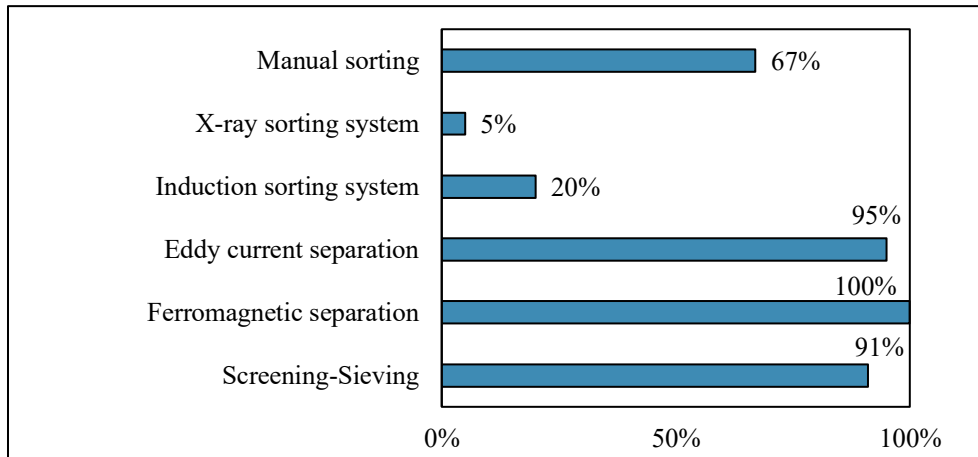 Manual sorting 67%
X-ray sorting system 5%
Induction sorting system 20%
95%
Eddy current separation
100%
Ferromagnetic separation
91%
Screening-Sieving
0% 50% 100%